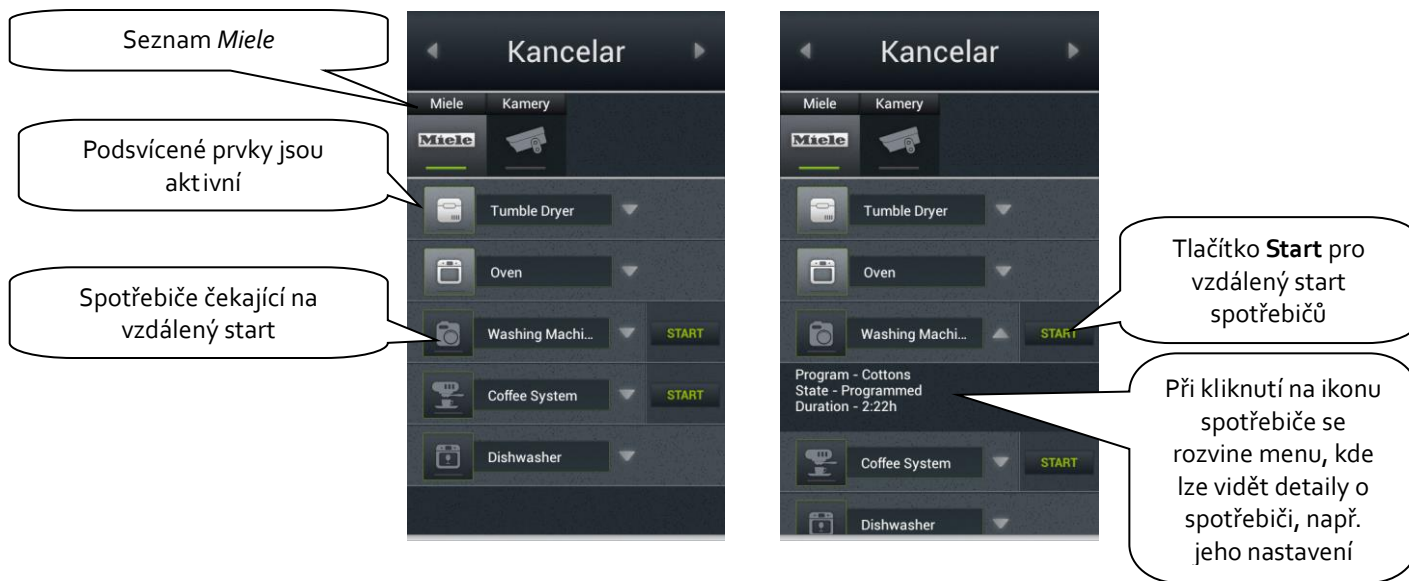 Seznam Miele
Podsvícené prvky jsou
aktivní
Spotřebiče čekající na
vzdálený start
Kancelar
Miele Kamery
Miele
Tumble Dryer
Oven
Washing Machi... START
Coffee System START
Dishwasher
Kancelar
Miele Kamery
Miele
Tumble Dryer
Oven
Washing Machi... START
Program - Cottons
State - Programmed
Duration - 2:22h
Coffee System START
Dishwasher
Tlačítko Start pro
vzdálený start
spotřebičů
Při kliknutí na ikonu
spotřebiče se
rozvine menu, kde
lze vidět detaily o
spotřebiči, např.
jeho nastavení